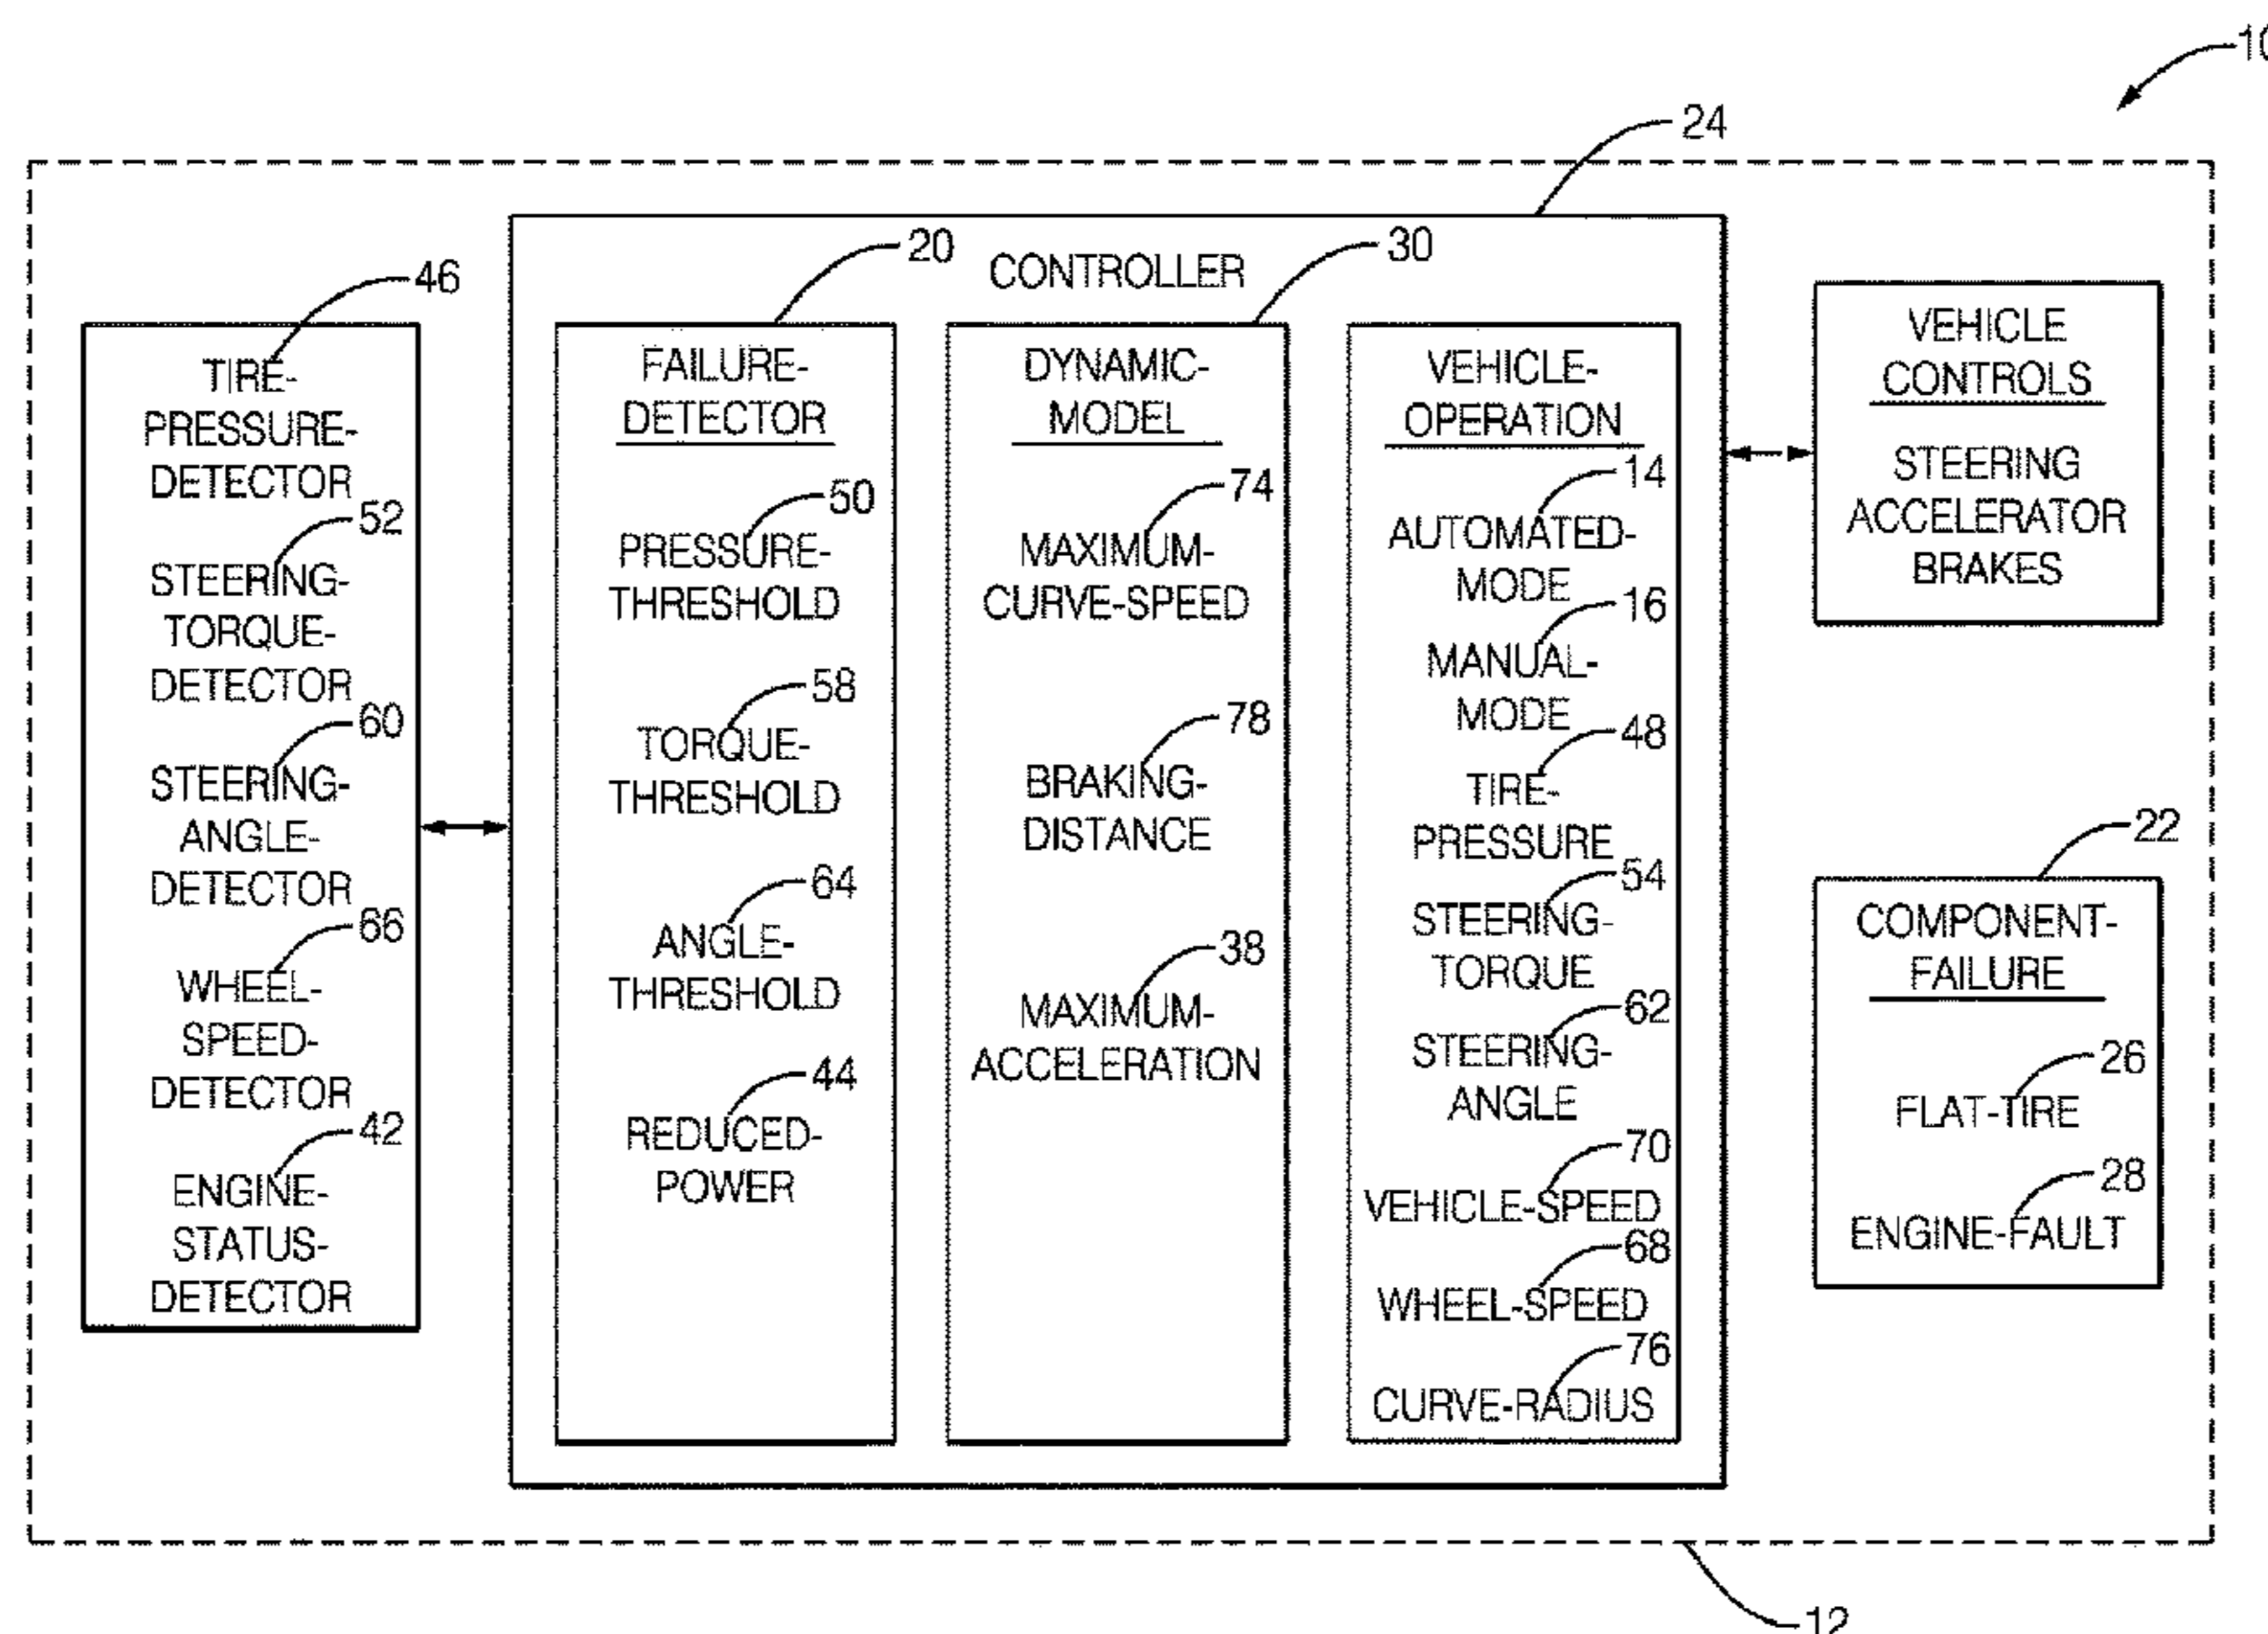 10
24
46
TIRE-
PRESSURE-
DETECTOR
52
STEERING-
TORQUE-
DETECTOR
60
STEERING-
ANGLE-
DETECTOR
66
WHEEL-
SPEED-
DETECTOR
42
ENGINE-
STATUS-
DETECTOR
CONTROLLER
20
FAILURE-
DETECTOR
50
PRESSURE-
THRESHOLD
58
TORQUE-
THRESHOLD
64
ANGLE-
THRESHOLD
44
REDUCED-
POWER
30
DYNAMIC-
MODEL
74
MAXIMUM-
CURVE-SPEED
78
BRAKING-
DISTANCE
38
MAXIMUM-
ACCELERATION
VEHICLE-
OPERATION
14
AUTOMATED-
MODE
16
MANUAL-
MODE
48
TIRE-
PRESSURE
54
STEERING-
TORQUE
62
STEERING-
ANGLE
70
VEHICLE-SPEED
68
WHEEL-SPEED
76
CURVE-RADIUS
VEHICLE
CONTROLS
STEERING
ACCELERATOR
BRAKES
22
COMPONENT-
FAILURE
26
FLAT-TIRE
28
ENGINE-FAULT
12